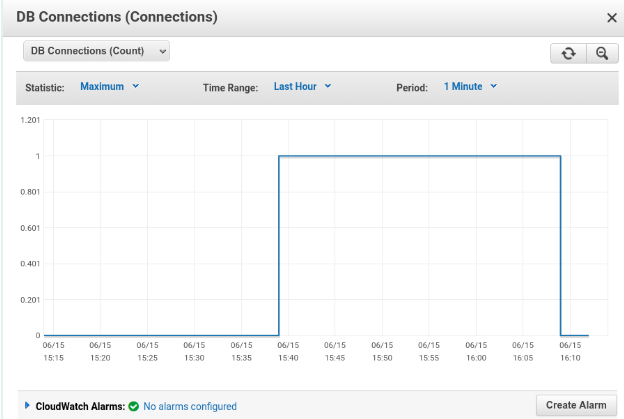 DB Connections (Connections)
DB Connections (Count)
Statistic: Maximum Time Range: Last Hour Period: 1 Minute
1.201
1
0.801
0.601
0.401
0.201
0
06/15 06/15 06/15 06/15 06/15 06/15 06/15 06/15 06/15 06/15 06/15 06/15
15:15 15:20 15:25 15:30 15:35 15:40 15:45 15:50 15:55 16:00 16:05 16:10
CloudWatch Alarms: No alarms configured Create Alarm